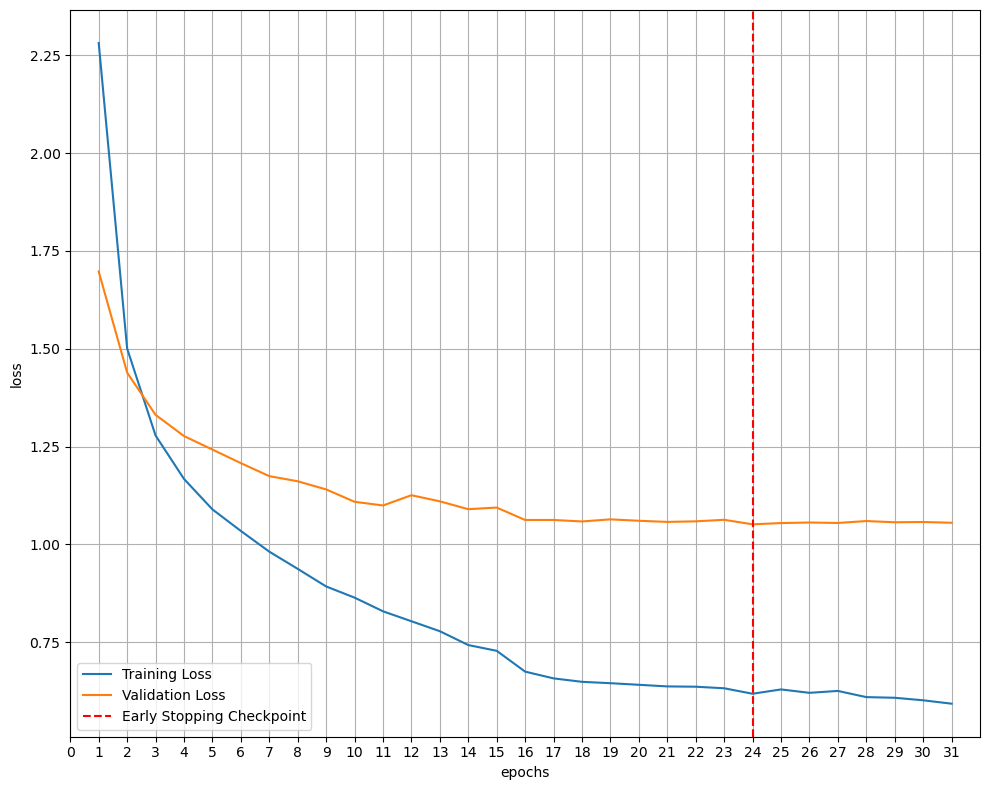 2.25
2.00
1.75
1.50
1.25
1.00
0.75
loss
Training Loss
Validation Loss
Early Stopping Checkpoint
0 1 2 3 4 5 6 7 8 9 10 11 12 13 14 15 16 17 18 19 20 21 22 23 24 25 26 27 28 29 30 31
epochs